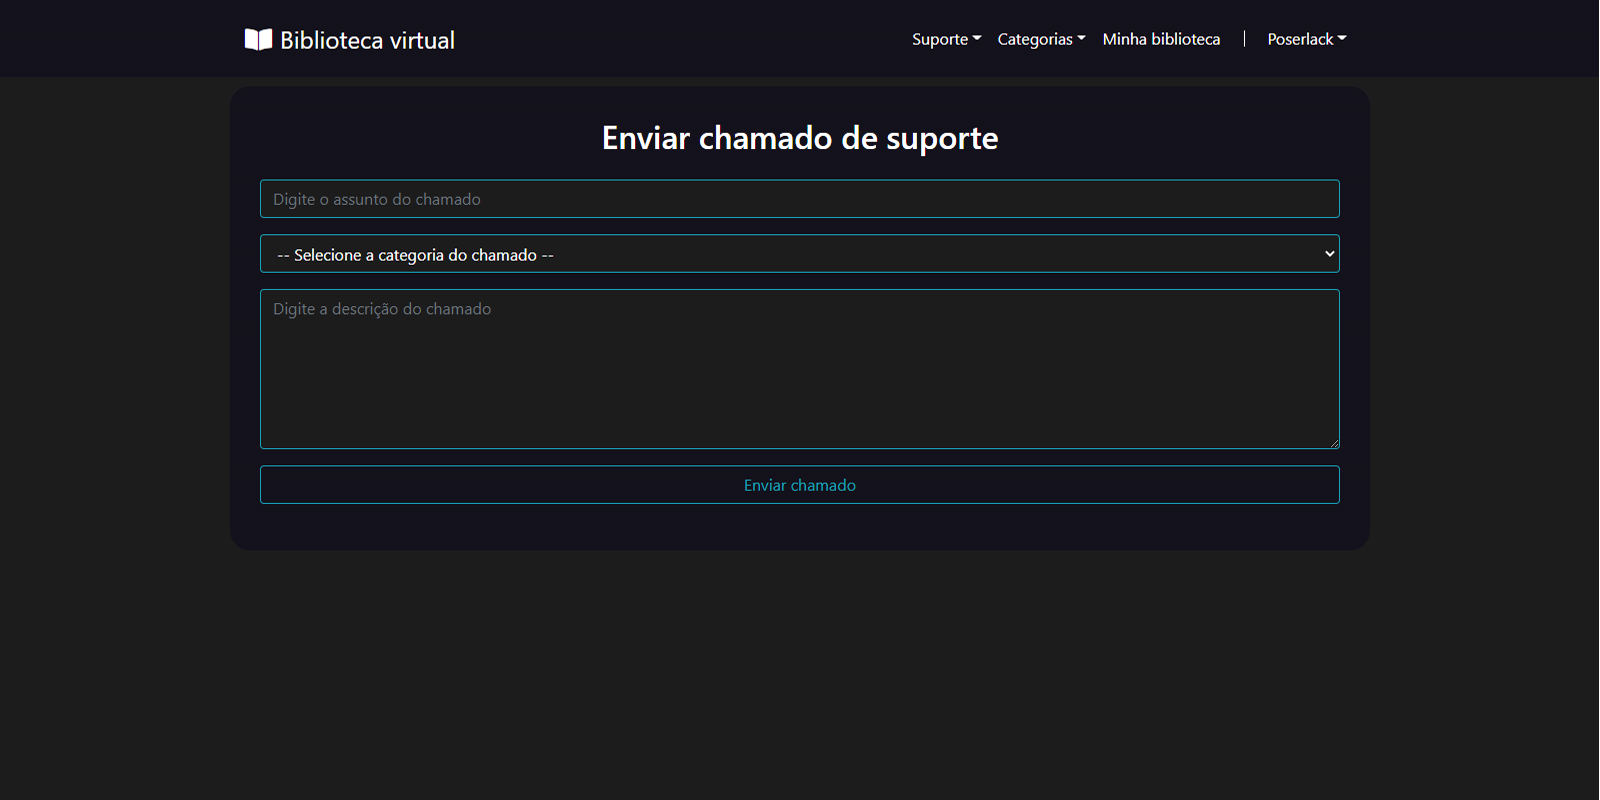 Biblioteca virtual
Suporte Categorias Minha biblioteca | Poserlack
Enviar chamado de suporte
Digite o assunto do chamado
-- Selecione a categoria do chamado --
Digite a descrição do chamado
Enviar chamado